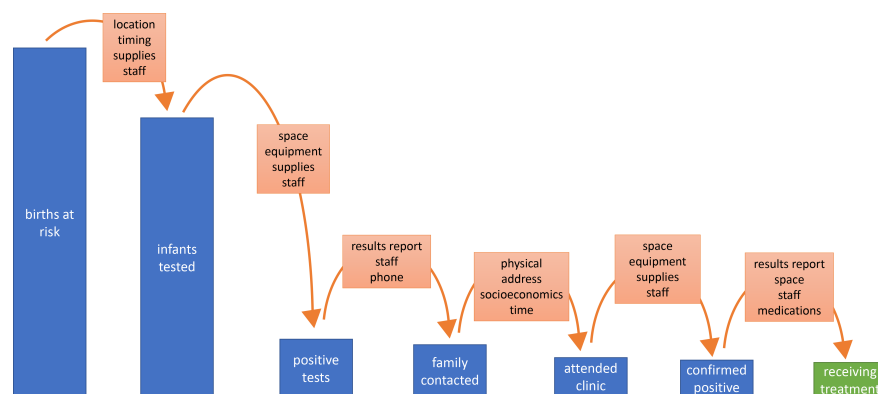 location
timing
supplies
staff
births at
risk
space
equipment
supplies
staff
infants
tested
results report
staff
phone
positive
tests
physical
address
socioeconomics
time
family
contacted
space
equipment
supplies
staff
attended
clinic
results report
space
staff
medications
confirmed
positive
receiving
treatment